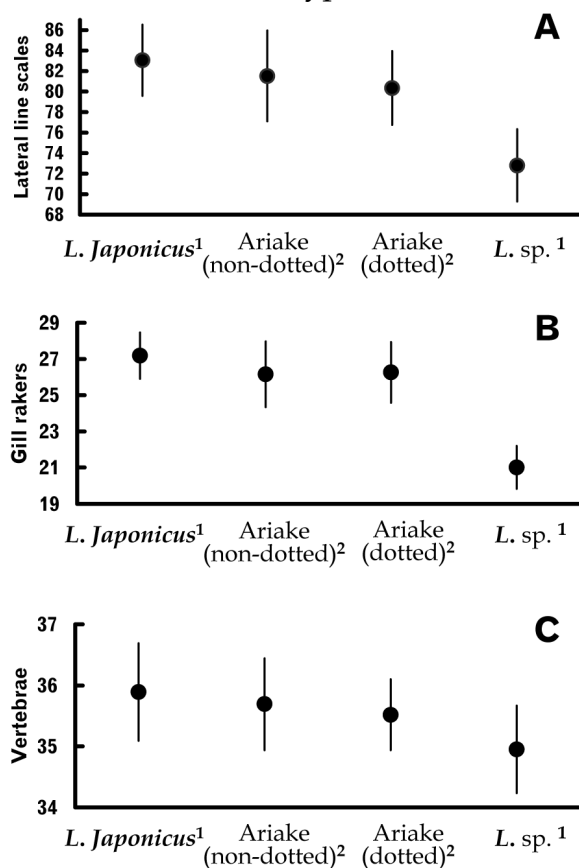 A
Lateral line scales
86
84
82
80
78
76
74
72
70
68
L. Japonicus¹ Ariake (non-dotted)² Ariake (dotted)² L. sp. ¹
B
Gill rakers
29
27
25
23
21
19
L. Japonicus¹ Ariake (non-dotted)² Ariake (dotted)² L. sp. ¹
C
Vertebrae
37
36
35
34
L. Japonicus¹ Ariake (non-dotted)² Ariake (dotted)² L. sp. ¹